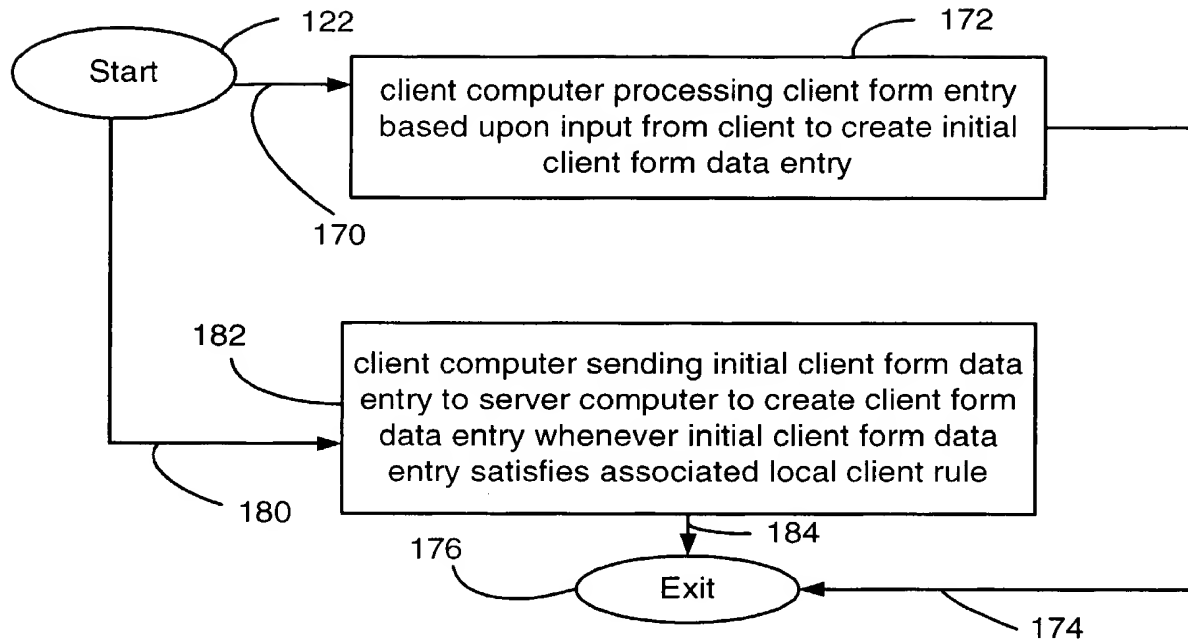 122
172
Start
client computer processing client form entry
based upon input from client to create initial
client form data entry
170
182
client computer sending initial client form data
entry to server computer to create client form
data entry whenever initial client form data
entry satisfies associated local client rule
180
184
176
Exit
174